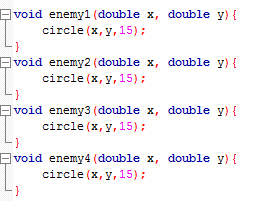 void enemy1(double x, double y){
circle(x,y,15);
}
void enemy2(double x, double y){
circle(x,y,15);
}
void enemy3(double x, double y){
circle(x,y,15);
}
void enemy4(double x, double y){
circle(x,y,15);
}